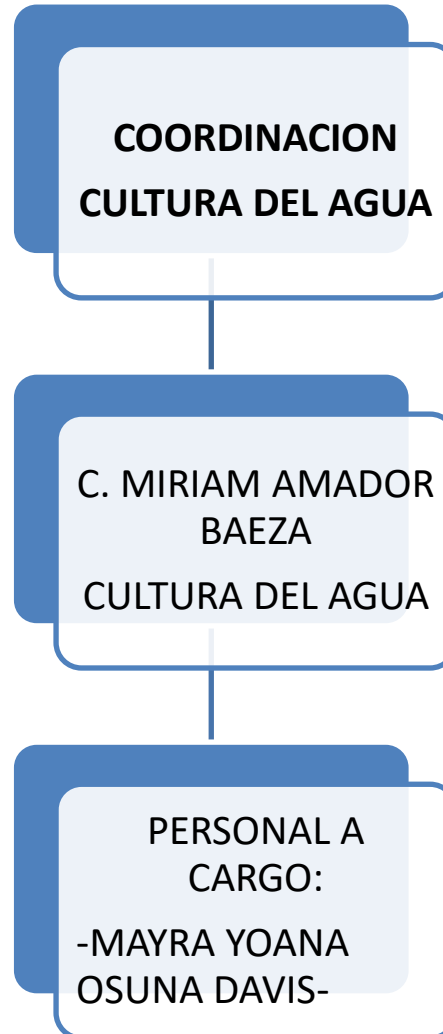 COORDINACION
CULTURA DEL AGUA
C. MIRIAM AMADOR
BAEZA
CULTURA DEL AGUA
PERSONAL A
CARGO:
-MAYRA YOANA
OSUNA DAVIS-